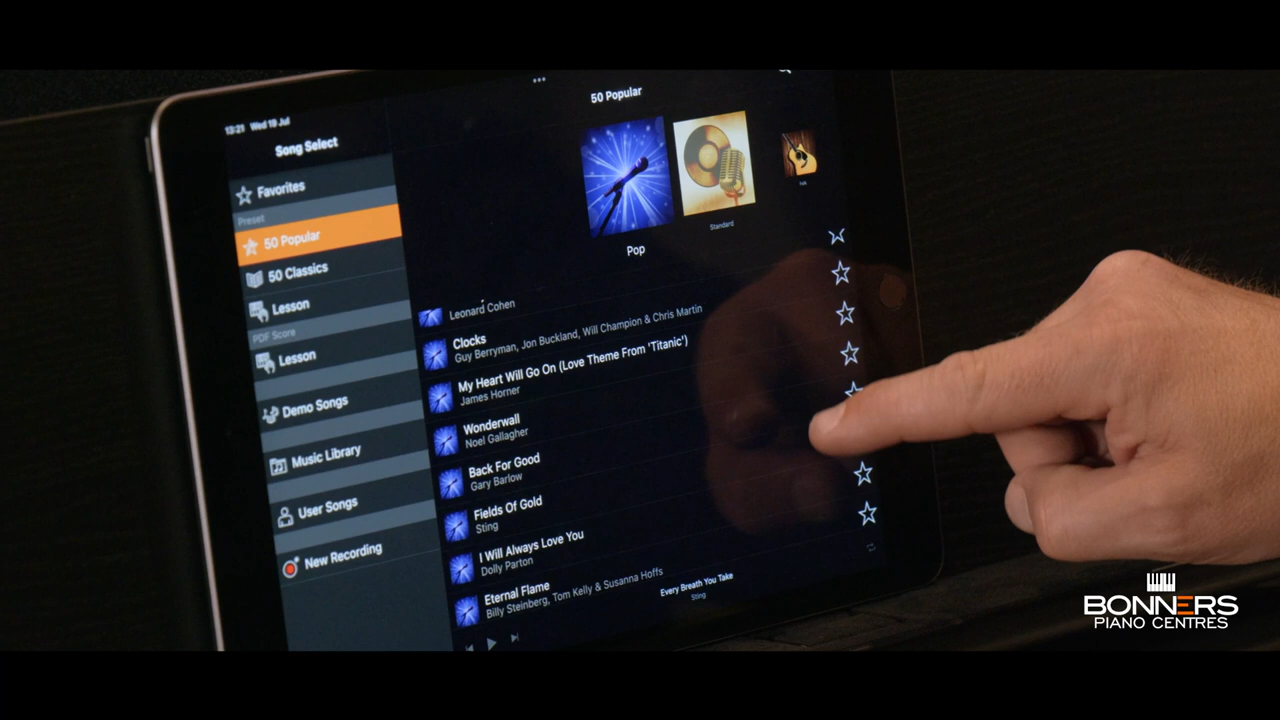 13:21 Wed 19 Jul
Song Select
Favorites
Preset
50 Popular
50 Classics
Lesson
PDF Score
Lesson
Demo Songs
Music Library
User Songs
New Recording
50 Popular
Pop
Standard
Folk
Leonard Cohen
Clocks
Guy Berryman, Jon Buckland, Will Champion & Chris Martin
My Heart Will Go On (Love Theme From 'Titanic')
James Horner
Wonderwall
Noel Gallagher
Back For Good
Gary Barlow
Fields Of Gold
Sting
I Will Always Love You
Dolly Parton
Eternal Flame
Billy Steinberg, Tom Kelly & Susanna Hoffs
Every Breath You Take
Sting
BONNERS
PIANO CENTRES